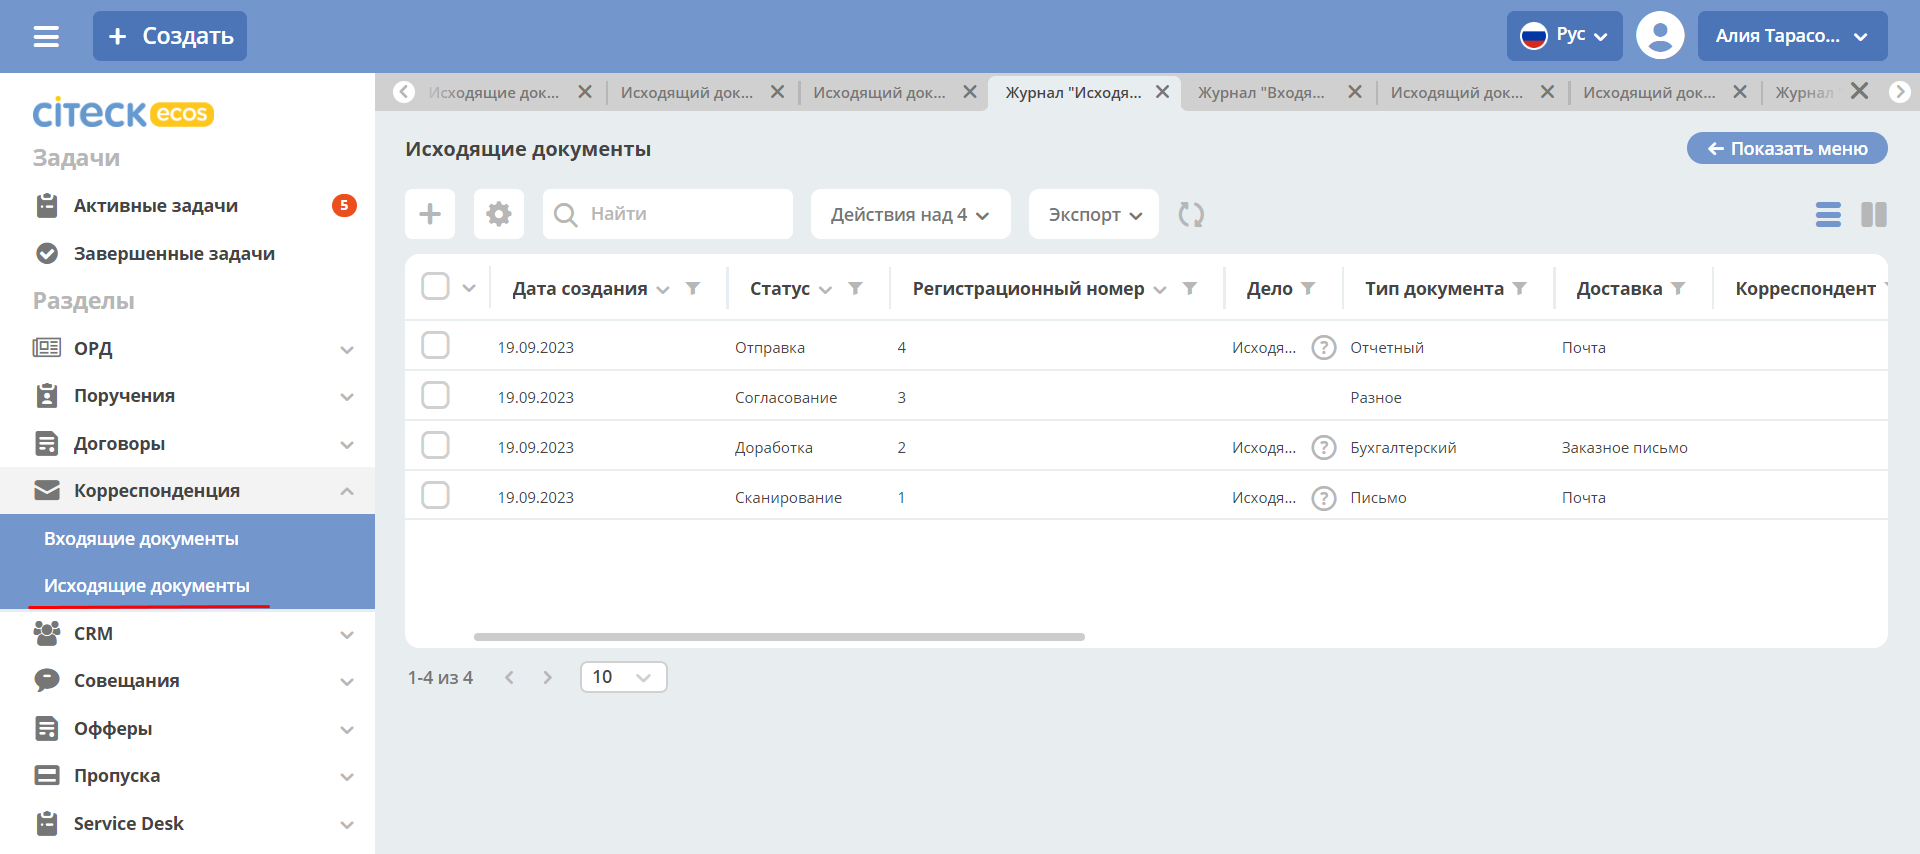 + Создать
Рус
Алия Тарасо...
citeck ecos
Задачи
Активные задачи 5
Завершенные задачи
Разделы
ОРД
Поручения
Договоры
Корреспонденция
Входящие документы
Исходящие документы
CRM
Совещания
Офферы
Пропуска
Service Desk
Исходящие док...
Исходящий док...
Исходящий док...
Журнал "Исходя...
Журнал "Входя...
Исходящий док...
Исходящий док...
Журнал
Исходящие документы
Показать меню
Найти
Действия над 4
Экспорт
Дата создания Статус Регистрационный номер Дело Тип документа Доставка Корреспондент
19.09.2023 Отправка 4 Исходя... ? Отчетный Почта
19.09.2023 Согласование 3 Разное
19.09.2023 Доработка 2 Исходя... ? Бухгалтерский Заказное письмо
19.09.2023 Сканирование 1 Исходя... ? Письмо Почта
1-4 из 4
10